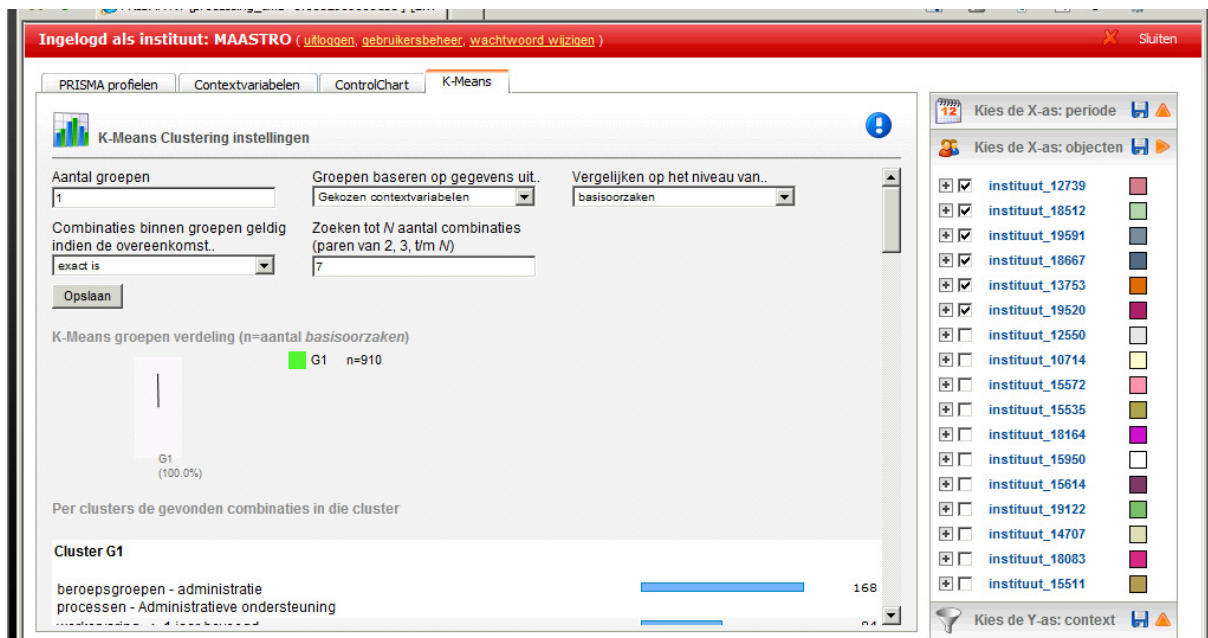 Ingelogd als instituut: MAASTRO ( uitloggen, gebruikersbeheer, wachtwoord wijzigen )
Sluiten
PRISMA profielen
Contextvariabelen
ControlChart
K-Means
K-Means Clustering instellingen
Aantal groepen
1
Groepen baseren op gegevens uit..
Gekozen contextvariabelen
Vergelijken op het niveau van..
basisoorzaken
Combinaties binnen groepen geldig
indien de overeenkomst..
exact is
Zoeken tot N aantal combinaties
(paren van 2, 3, t/m N)
7
Opslaan
K-Means groepen verdeling (n=aantal basisoorzaken)
G1 n=910
G1
(100.0%)
Per clusters de gevonden combinaties in die cluster
Cluster G1
beroepsgroepen - administratie 168
processen - Administratieve ondersteuning
12 Kies de X-as: periode
Kies de X-as: objecten
instituut_12739
instituut_18512
instituut_19591
instituut_18667
instituut_13753
instituut_19520
instituut_12550
instituut_10714
instituut_15572
instituut_15535
instituut_18164
instituut_15950
instituut_15614
instituut_19122
instituut_14707
instituut_18083
instituut_15511
Kies de Y-as: context